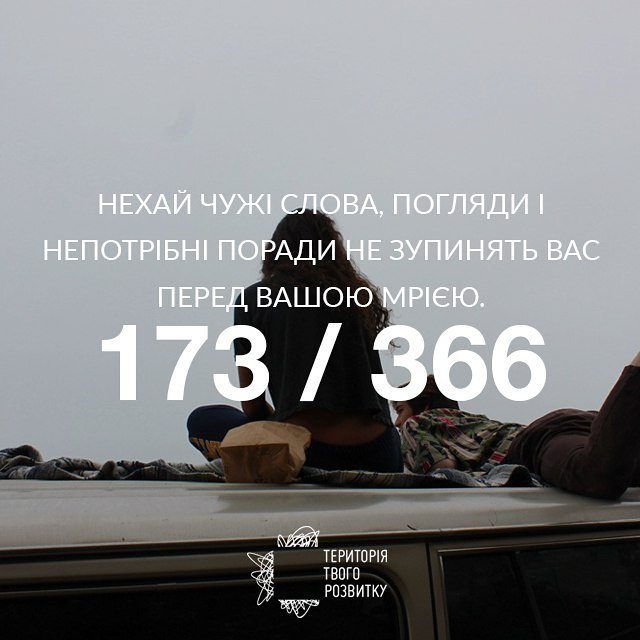 НЕХАЙ ЧУЖІ СЛОВА, ПОГЛЯДИ І
НЕПОТРІБНІ ПОРАДИ НЕ ЗУПИНЯТЬ ВАС
ПЕРЕД ВАШОЮ МРІЄЮ.
173 / 366
ТЕРИТОРІЯ
ТВОГО
РОЗВИТКУ